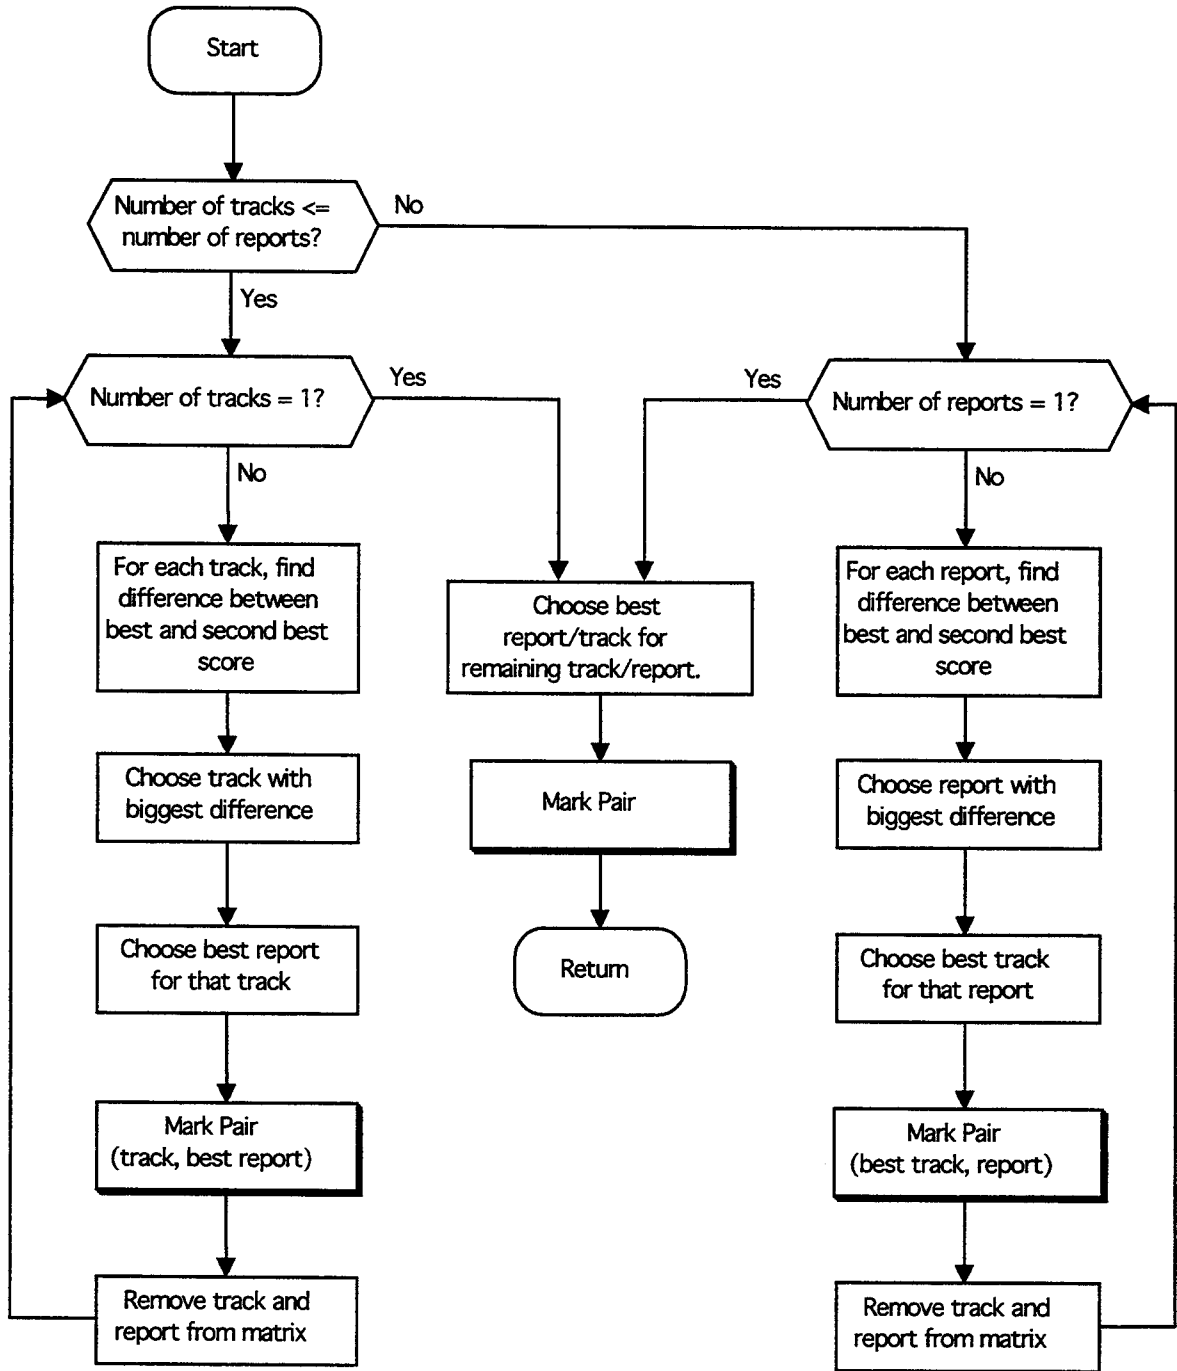 Start
Number of tracks <=
number of reports?
No
Yes
Number of tracks = 1?
Yes
Yes
Number of reports = 1?
No
No
For each track, find
difference between
best and second best
score
Choose best
report/track for
remaining track/report.
For each report, find
difference between
best and second best
score
Choose track with
biggest difference
Mark Pair
Choose report with
biggest difference
Choose best report
for that track
Return
Choose best track
for that report
Mark Pair
(track, best report)
Mark Pair
(best track, report)
Remove track and
report from matrix
Remove track and
report from matrix